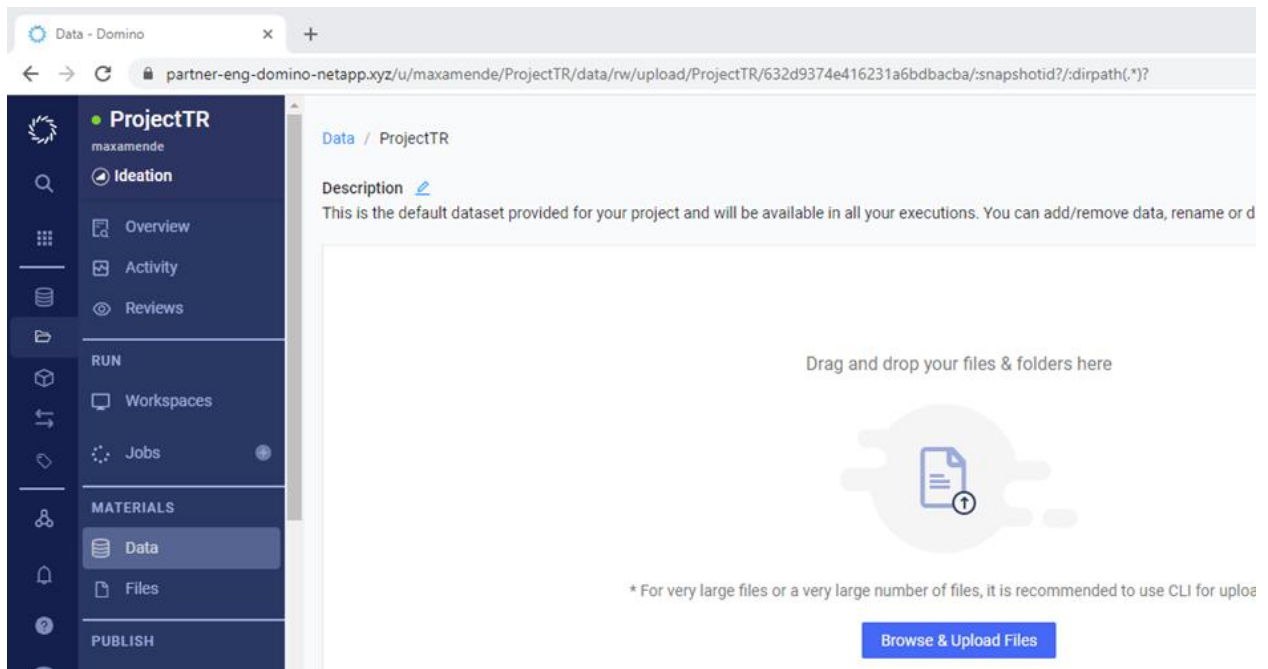 Data - Domino
partner-eng-domino-netapp.xyz/u/maxamende/ProjectTR/data/rw/upload/ProjectTR/632d9374e416231a6bdbacba/:snapshotid?/:dirpath(.*)?
ProjectTR
maxamende
Ideation
Overview
Activity
Reviews
RUN
Workspaces
Jobs
MATERIALS
Data
Files
PUBLISH
Data / ProjectTR
Description
This is the default dataset provided for your project and will be available in all your executions. You can add/remove data, rename or d
Drag and drop your files & folders here
* For very large files or a very large number of files, it is recommended to use CLI for uploa
Browse & Upload Files